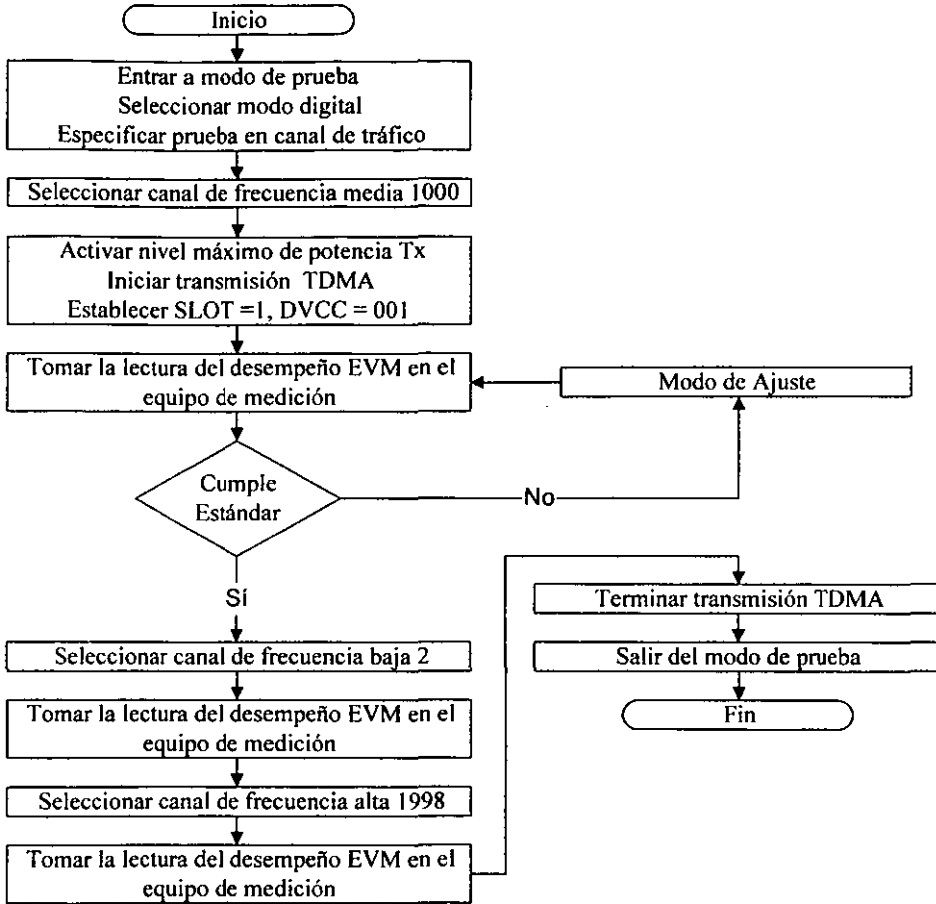 Inicio
Entrar a modo de prueba
Seleccionar modo digital
Especificar prueba en canal de tráfico
Seleccionar canal de frecuencia media 1000
Activar nivel máximo de potencia Tx
Iniciar transmisión TDMA
Establecer SLOT =1, DVCC = 001
Tomar la lectura del desempeño EVM en el
equipo de medición
Modo de Ajuste
Cumple
Estándar
No
Sí
Seleccionar canal de frecuencia baja 2
Tomar la lectura del desempeño EVM en el
equipo de medición
Seleccionar canal de frecuencia alta 1998
Tomar la lectura del desempeño EVM en el
equipo de medición
Terminar transmisión TDMA
Salir del modo de prueba
Fin